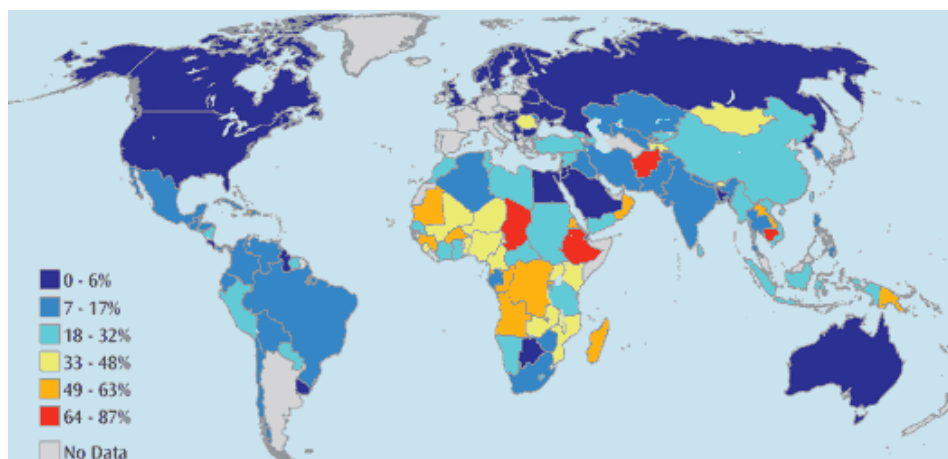 0 - 6%
7 - 17%
18 - 32%
33 - 48%
49 - 63%
64 - 87%
No Data